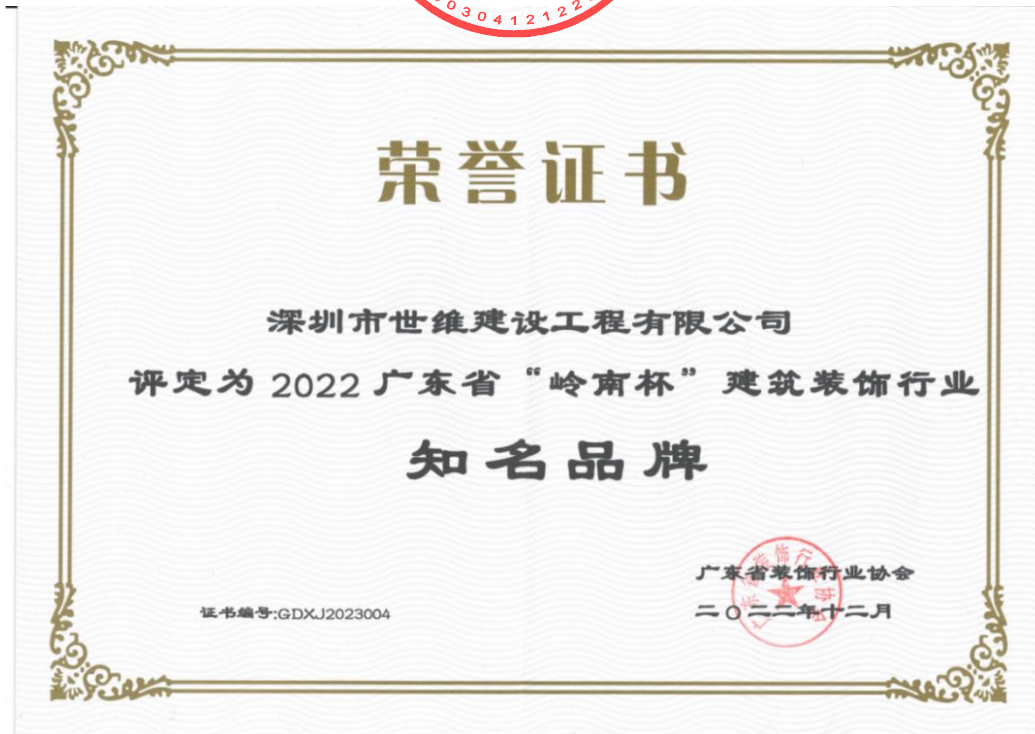 荣誉证书
深圳市世维建设工程有限公司
评定为2022广东省“岭南杯”建筑装饰行业
知名品牌
广东省装饰行业协会
证书编号:GDXJ2023004
二〇二二年十二月